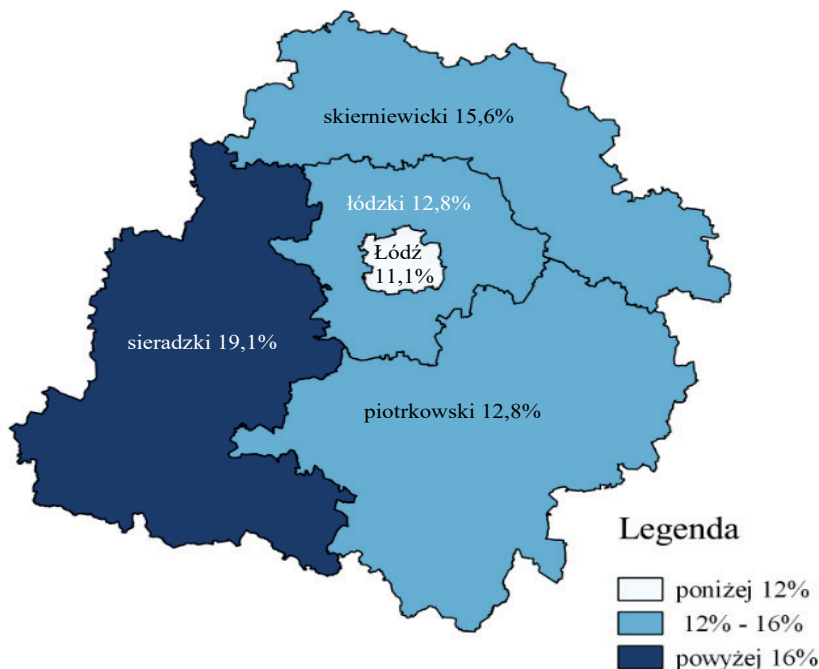 skierniewicki 15,6%
łódzki 12,8%
Łódź
11,1%
sieradzki 19,1%
piotrkowski 12,8%
Legenda
poniżej 12%
12% - 16%
powyżej 16%